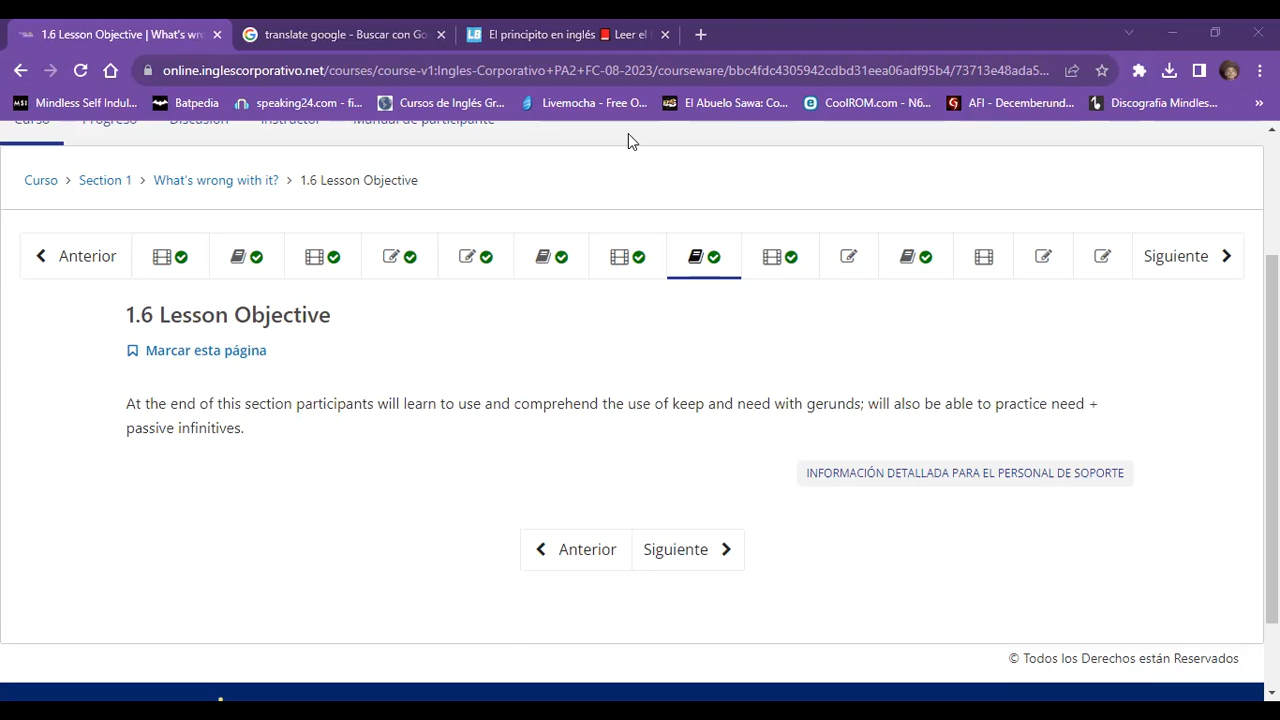 1.6 Lesson Objective | What's wr
translate google - Buscar con Go
LB El principito en inglés 📕 Leer el
online.inglescorporativo.net/courses/course-v1:Ingles-Corporativo+PA2+FC-08-2023/courseware/bbc4fdc4305942cdbd31eea06adf95b4/73713e48ada5...
MSI Mindless Self Indul...
Batpedia
speaking24.com - fi...
Cursos de Inglés Gr...
Livemocha - Free O...
El Abuelo Sawa: Co...
CoolROM.com - N6...
AFI - Decemberund...
Discografia Mindles...
»
Curso Progreso Discusión Instructor Manual de participante
Curso > Section 1 > What's wrong with it? > 1.6 Lesson Objective
Anterior Siguiente
1.6 Lesson Objective
Marcar esta página
At the end of this section participants will learn to use and comprehend the use of keep and need with gerunds; will also be able to practice need +
passive infinitives.
INFORMACIÓN DETALLADA PARA EL PERSONAL DE SOPORTE
Anterior Siguiente
© Todos los Derechos están Reservados